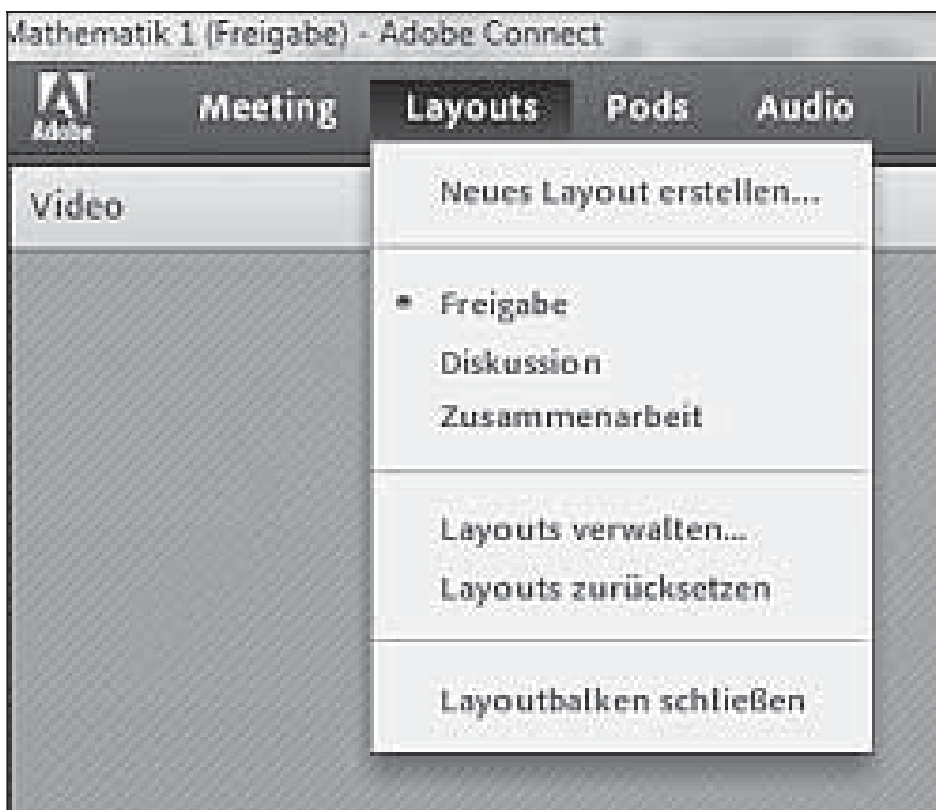 Mathematik 1 (Freigabe) - Adobe Connect
Adobe Meeting Layouts Pods Audio
Video
Neues Layout erstellen...
Freigabe
Diskussion
Zusammenarbeit
Layouts verwalten...
Layouts zurücksetzen
Layoutbalken schließen